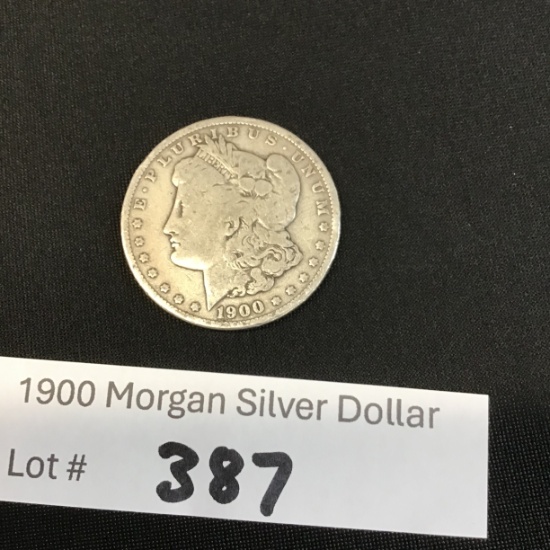 E · PLURIBUS · UNUM
LIBERTY
1900
1900 Morgan Silver Dollar
Lot # 387